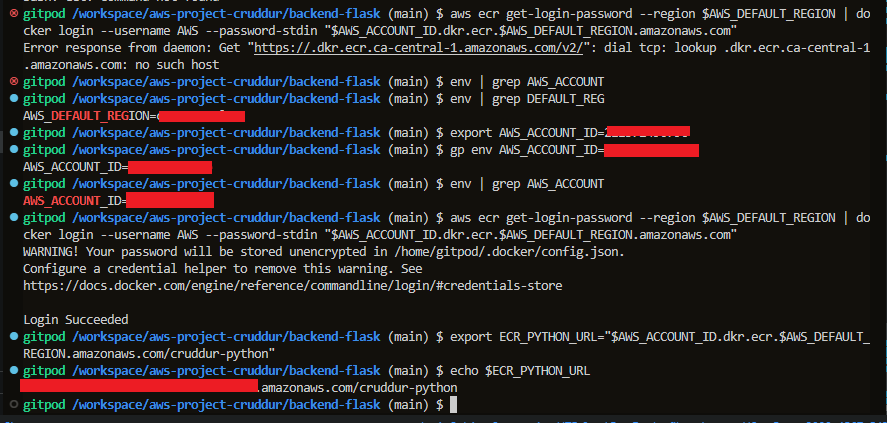 gitpod /workspace/aws-project-cruddur/backend-flask (main) $ aws ecr get-login-password --region $AWS_DEFAULT_REGION | do
cker login --username AWS --password-stdin "$AWS_ACCOUNT_ID.dkr.ecr.$AWS_DEFAULT_REGION.amazonaws.com"
Error response from daemon: Get "https://.dkr.ecr.ca-central-1.amazonaws.com/v2/": dial tcp: lookup .dkr.ecr.ca-central-1
.amazonaws.com: no such host
gitpod /workspace/aws-project-cruddur/backend-flask (main) $ env | grep AWS_ACCOUNT
gitpod /workspace/aws-project-cruddur/backend-flask (main) $ env | grep DEFAULT_REG
AWS_DEFAULT_REGION=
gitpod /workspace/aws-project-cruddur/backend-flask (main) $ export AWS_ACCOUNT_ID=
gitpod /workspace/aws-project-cruddur/backend-flask (main) $ gp env AWS_ACCOUNT_ID=
AWS_ACCOUNT_ID=
gitpod /workspace/aws-project-cruddur/backend-flask (main) $ env | grep AWS_ACCOUNT
AWS_ACCOUNT_ID=
gitpod /workspace/aws-project-cruddur/backend-flask (main) $ aws ecr get-login-password --region $AWS_DEFAULT_REGION | do
cker login --username AWS --password-stdin "$AWS_ACCOUNT_ID.dkr.ecr.$AWS_DEFAULT_REGION.amazonaws.com"
WARNING! Your password will be stored unencrypted in /home/gitpod/.docker/config.json.
Configure a credential helper to remove this warning. See
https://docs.docker.com/engine/reference/commandline/login/#credentials-store
Login Succeeded
gitpod /workspace/aws-project-cruddur/backend-flask (main) $ export ECR_PYTHON_URL="$AWS_ACCOUNT_ID.dkr.ecr.$AWS_DEFAULT_
REGION.amazonaws.com/cruddur-python"
gitpod /workspace/aws-project-cruddur/backend-flask (main) $ echo $ECR_PYTHON_URL
.amazonaws.com/cruddur-python
gitpod /workspace/aws-project-cruddur/backend-flask (main) $